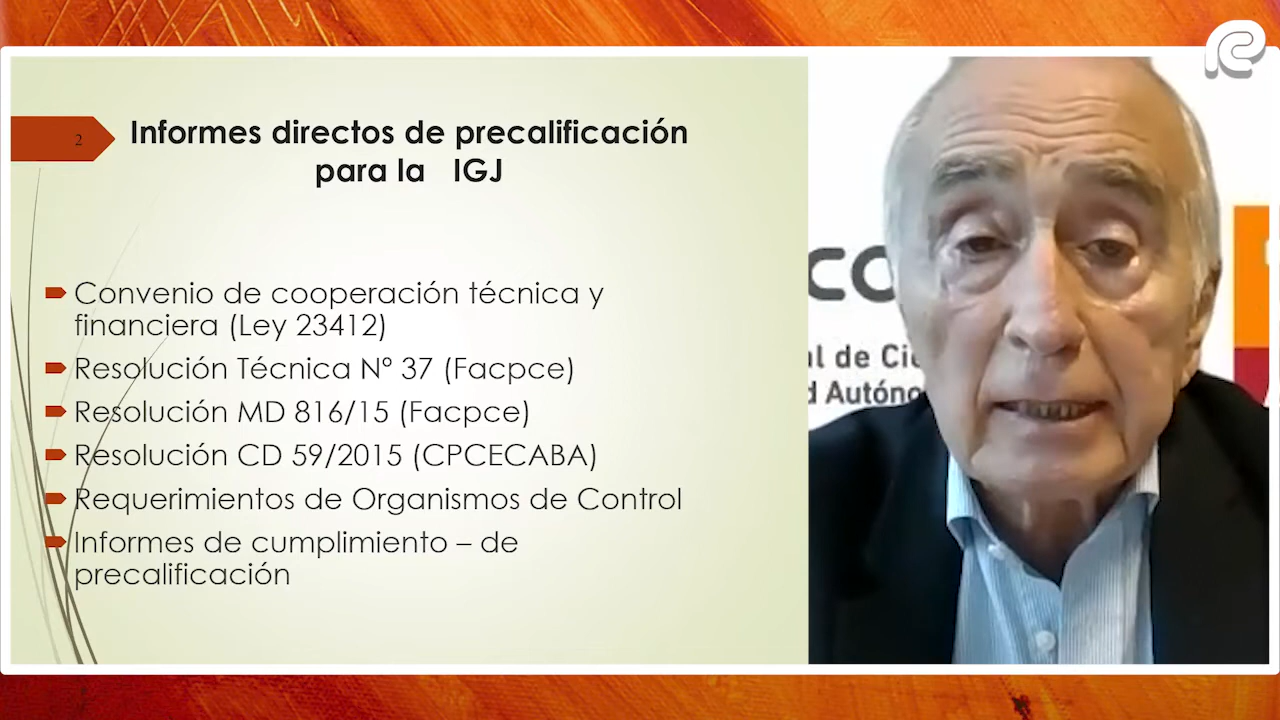 2
Informes directos de precalificación
para la IGJ
Convenio de cooperación técnica y
financiera (Ley 23412)
Resolución Técnica Nº 37 (Facpce)
Resolución MD 816/15 (Facpce)
Resolución CD 59/2015 (CPCECABA)
Requerimientos de Organismos de Control
Informes de cumplimiento – de
precalificación
al de Cie
d Autóno